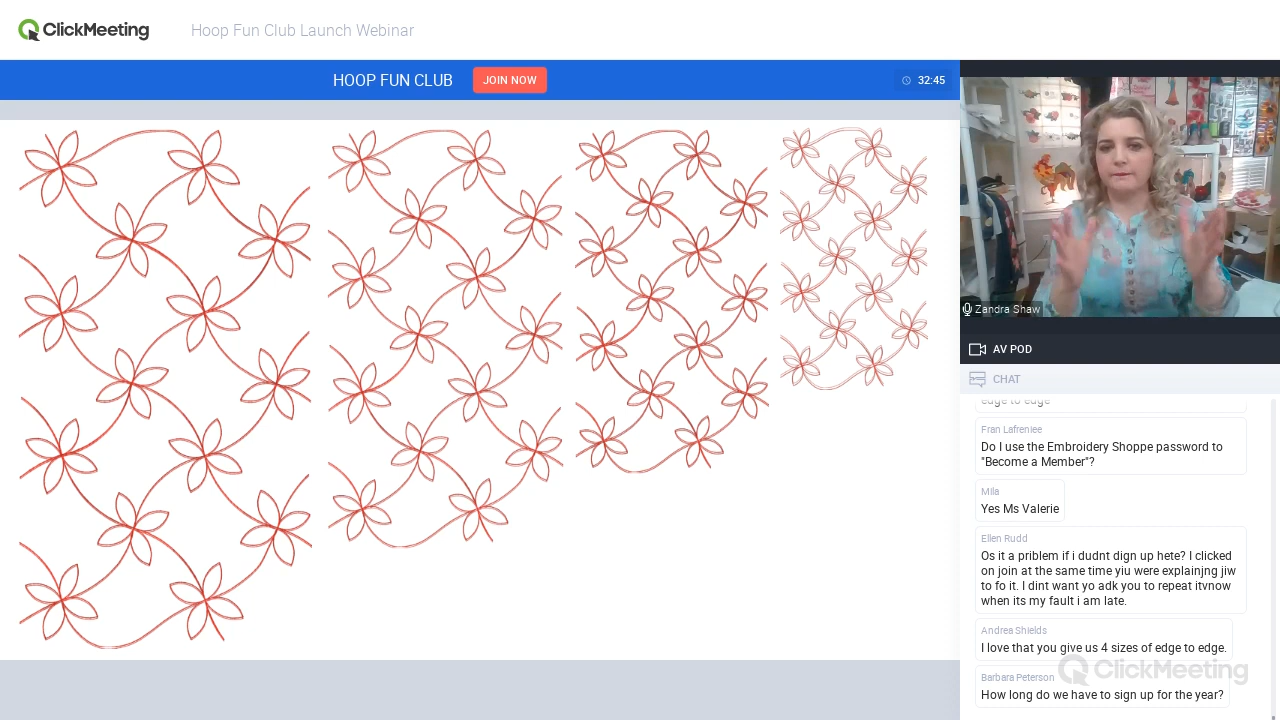 ClickMeeting
Hoop Fun Club Launch Webinar
HOOP FUN CLUB
JOIN NOW
32:45
Zandra Shaw
AV POD
CHAT
edge to edge
Fran Lafreniee
Do I use the Embroidery Shoppe password to
"Become a Member"?
Mila
Yes Ms Valerie
Ellen Rudd
Os it a priblem if i dudnt dign up hete? I clicked
on join at the same time yiu were explainjng jiw
to fo it. I dint want yo adk you to repeat itvnow
when its my fault i am late.
Andrea Shields
I love that you give us 4 sizes of edge to edge.
ClickMeeting
Barbara Peterson
How long do we have to sign up for the year?